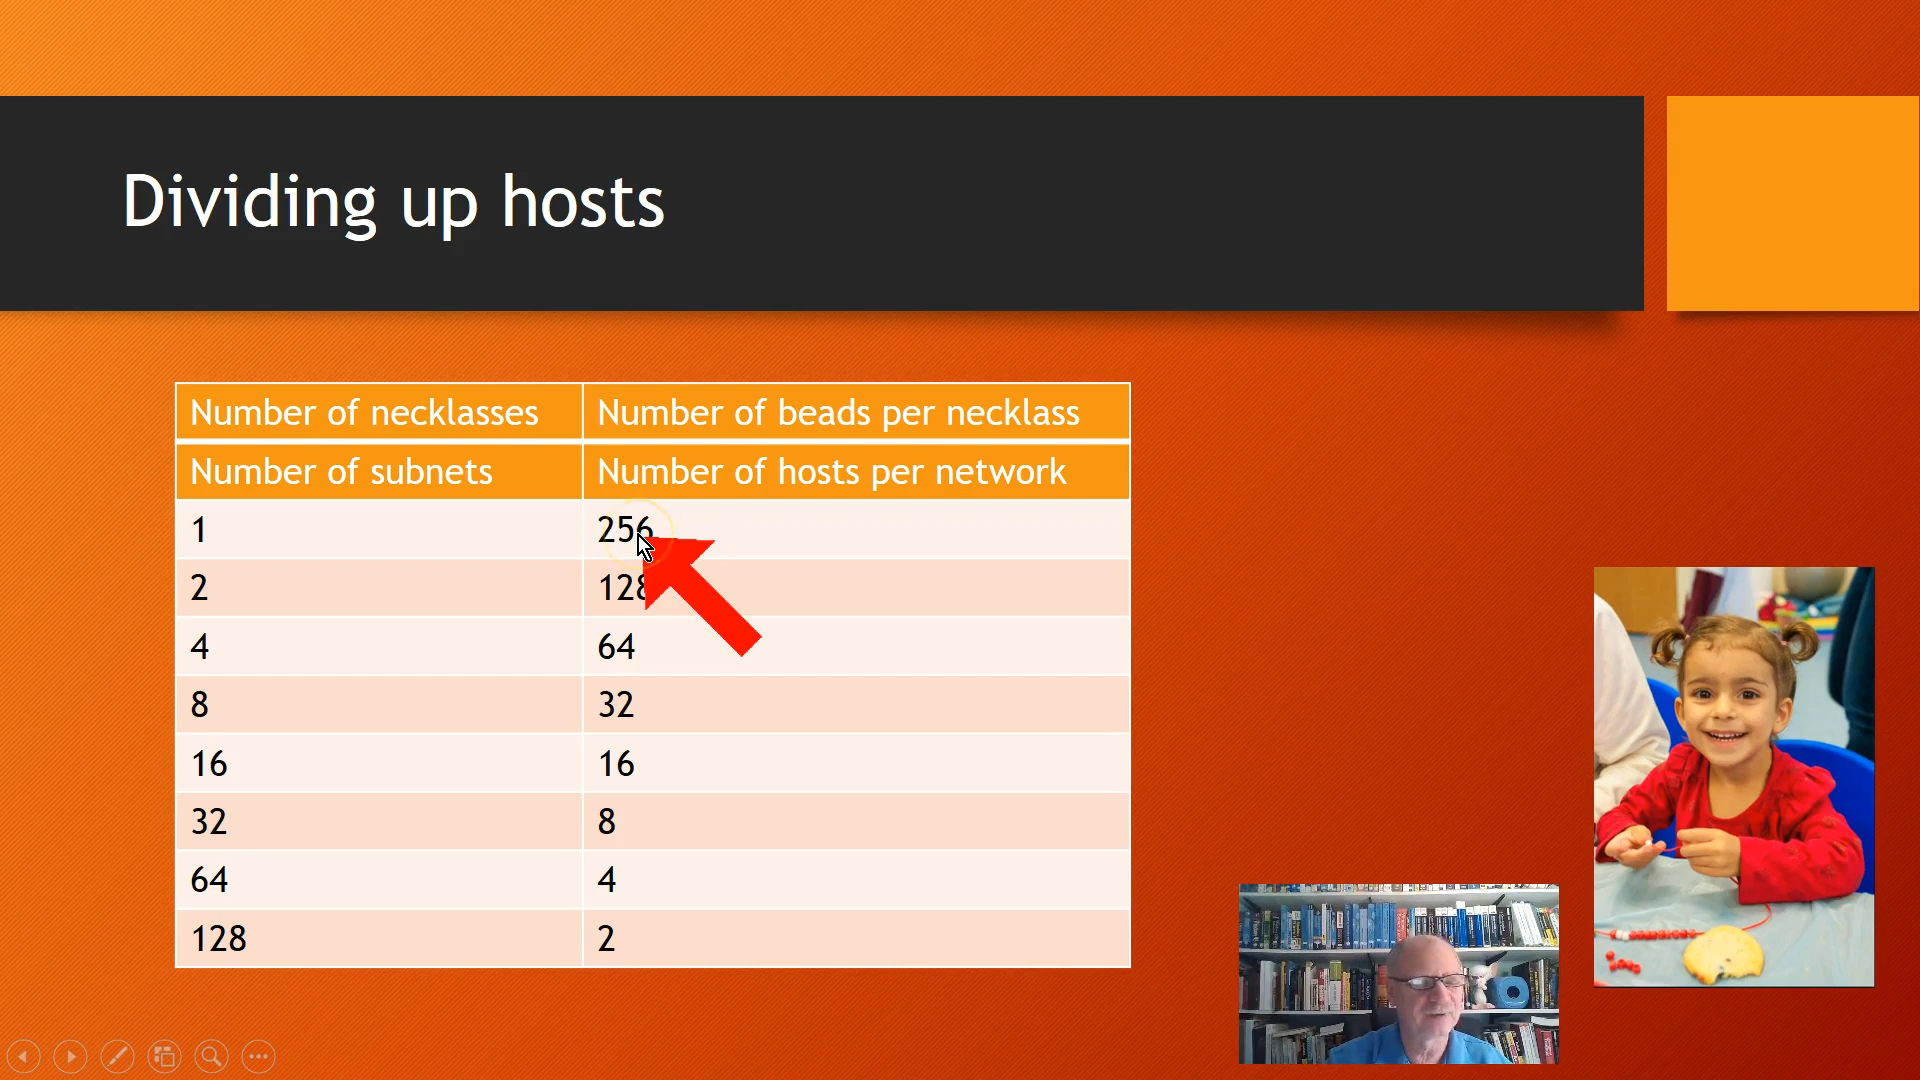 Dividing up hosts
Number of necklasses Number of beads per necklass
Number of subnets Number of hosts per network
1 256
2 128
4 64
8 32
16 16
32 8
64 4
128 2